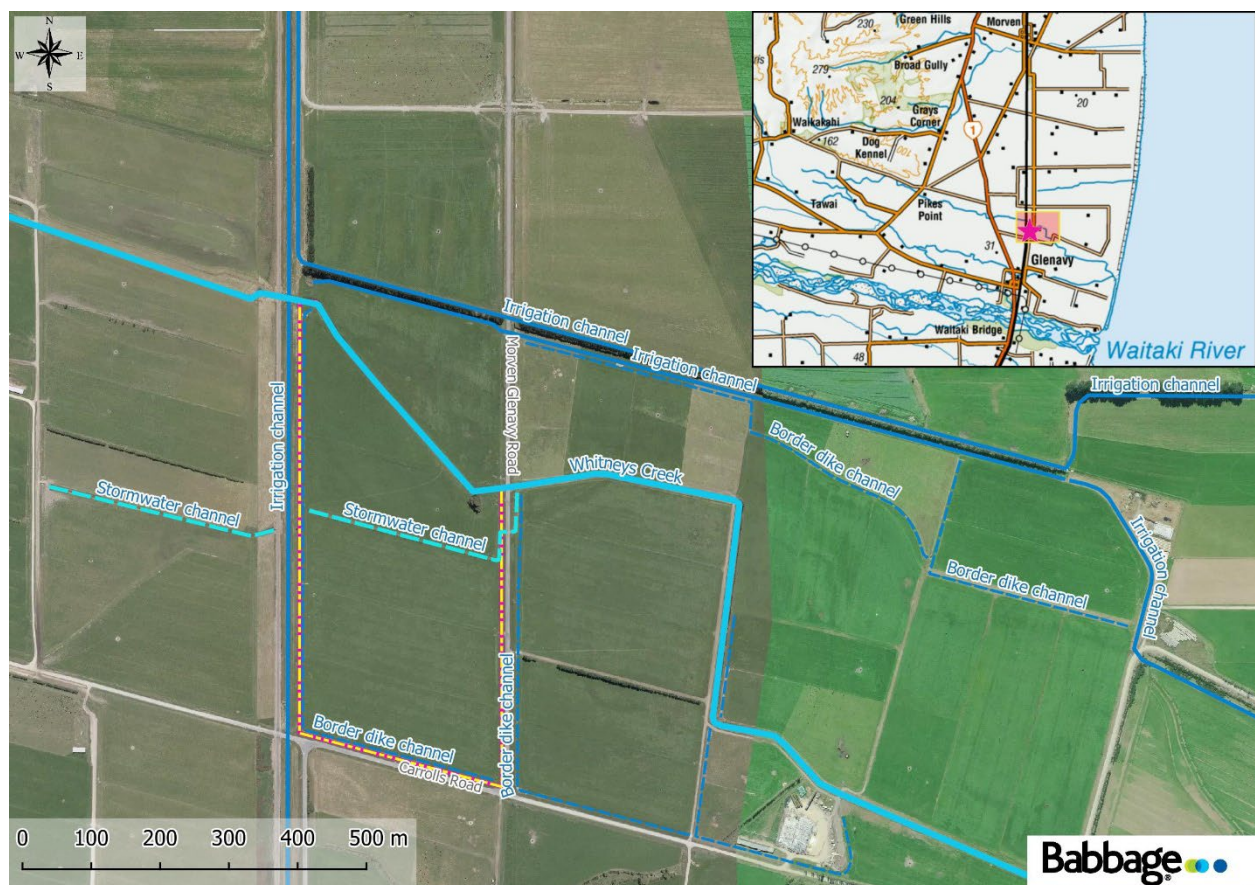 N
W
E
S
230
Green Hills
Morven
Broad Gully
279
204
20
Grays
Corner
Waikakahi
1
162
Dog
Kennel
100
Tawai
Pikes
Point
31
Glenavy
Waitaki Bridge
48
Waitaki River
Irrigation channel
Irrigation channel
Irrigation channel
Morven Glenavy Road
Irrigation channel
Border dike channel
Whitneys Creek
Stormwater channel
Stormwater channel
Irrigation channel
Border dike channel
Border dike channel
Border dike channel
Carrolls Road
0 100 200 300 400 500 m
Babbage